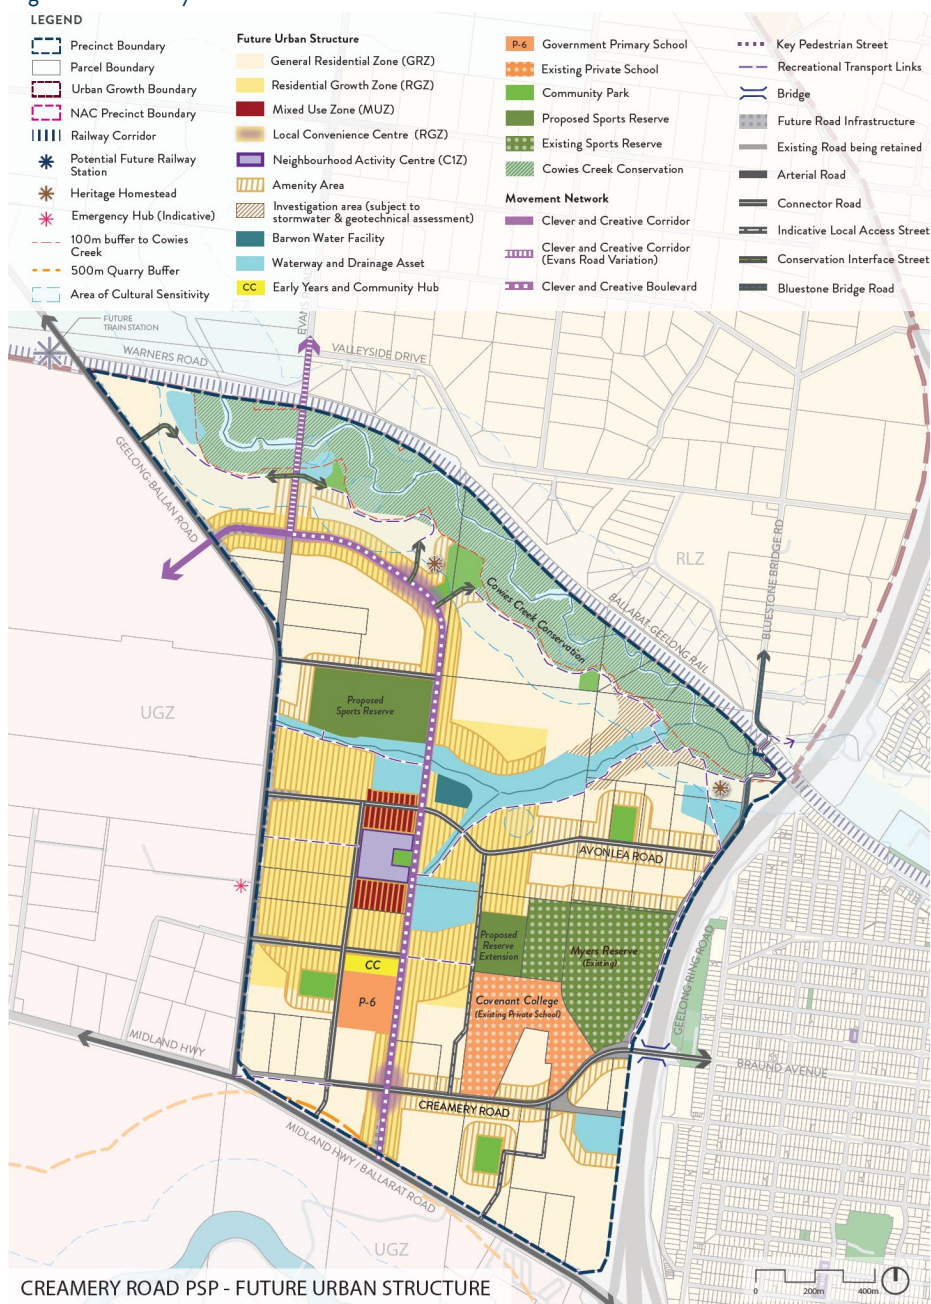 LEGEND
Precinct Boundary
Parcel Boundary
Urban Growth Boundary
NAC Precinct Boundary
Railway Corridor
Potential Future Railway
Station
Heritage Homestead
Emergency Hub (Indicative)
100m buffer to Cowies
Creek
500m Quarry Buffer
Area of Cultural Sensitivity
Future Urban Structure
General Residential Zone (GRZ)
Residential Growth Zone (RGZ)
Mixed Use Zone (MUZ)
Local Convenience Centre (RGZ)
Neighbourhood Activity Centre (C1Z)
Amenity Area
Investigation area (subject to
stormwater & geotechnical assessment)
Barwon Water Facility
Waterway and Drainage Asset
CC Early Years and Community Hub
P-6 Government Primary School
Existing Private School
Community Park
Proposed Sports Reserve
Existing Sports Reserve
Cowies Creek Conservation
Movement Network
Clever and Creative Corridor
Clever and Creative Corridor
(Evans Road Variation)
Clever and Creative Boulevard
Key Pedestrian Street
Recreational Transport Links
Bridge
Future Road Infrastructure
Existing Road being retained
Arterial Road
Connector Road
Indicative Local Access Street
Conservation Interface Street
Bluestone Bridge Road
FUTURE
TRAIN STATION
EVANS
WARNERS ROAD
VALLEYSIDE DRIVE
GEELONG-BALLAN ROAD
RLZ
BLUESTONE BRIDGE RD
BALLARAT-GEELONG RAIL
Cowies Creek Conservation
UGZ
Proposed
Sports Reserve
AVONLEA ROAD
Proposed
Reserve
Extension
Myers Reserve
(Existing)
CC
P-6
Covenant College
(Existing Private School)
GEELONG RING ROAD
MIDLAND HWY
BRAUND AVENUE
CREAMERY ROAD
MIDLAND HWY / BALLARAT ROAD
UGZ
CREAMERY ROAD PSP - FUTURE URBAN STRUCTURE
0 200m 400m